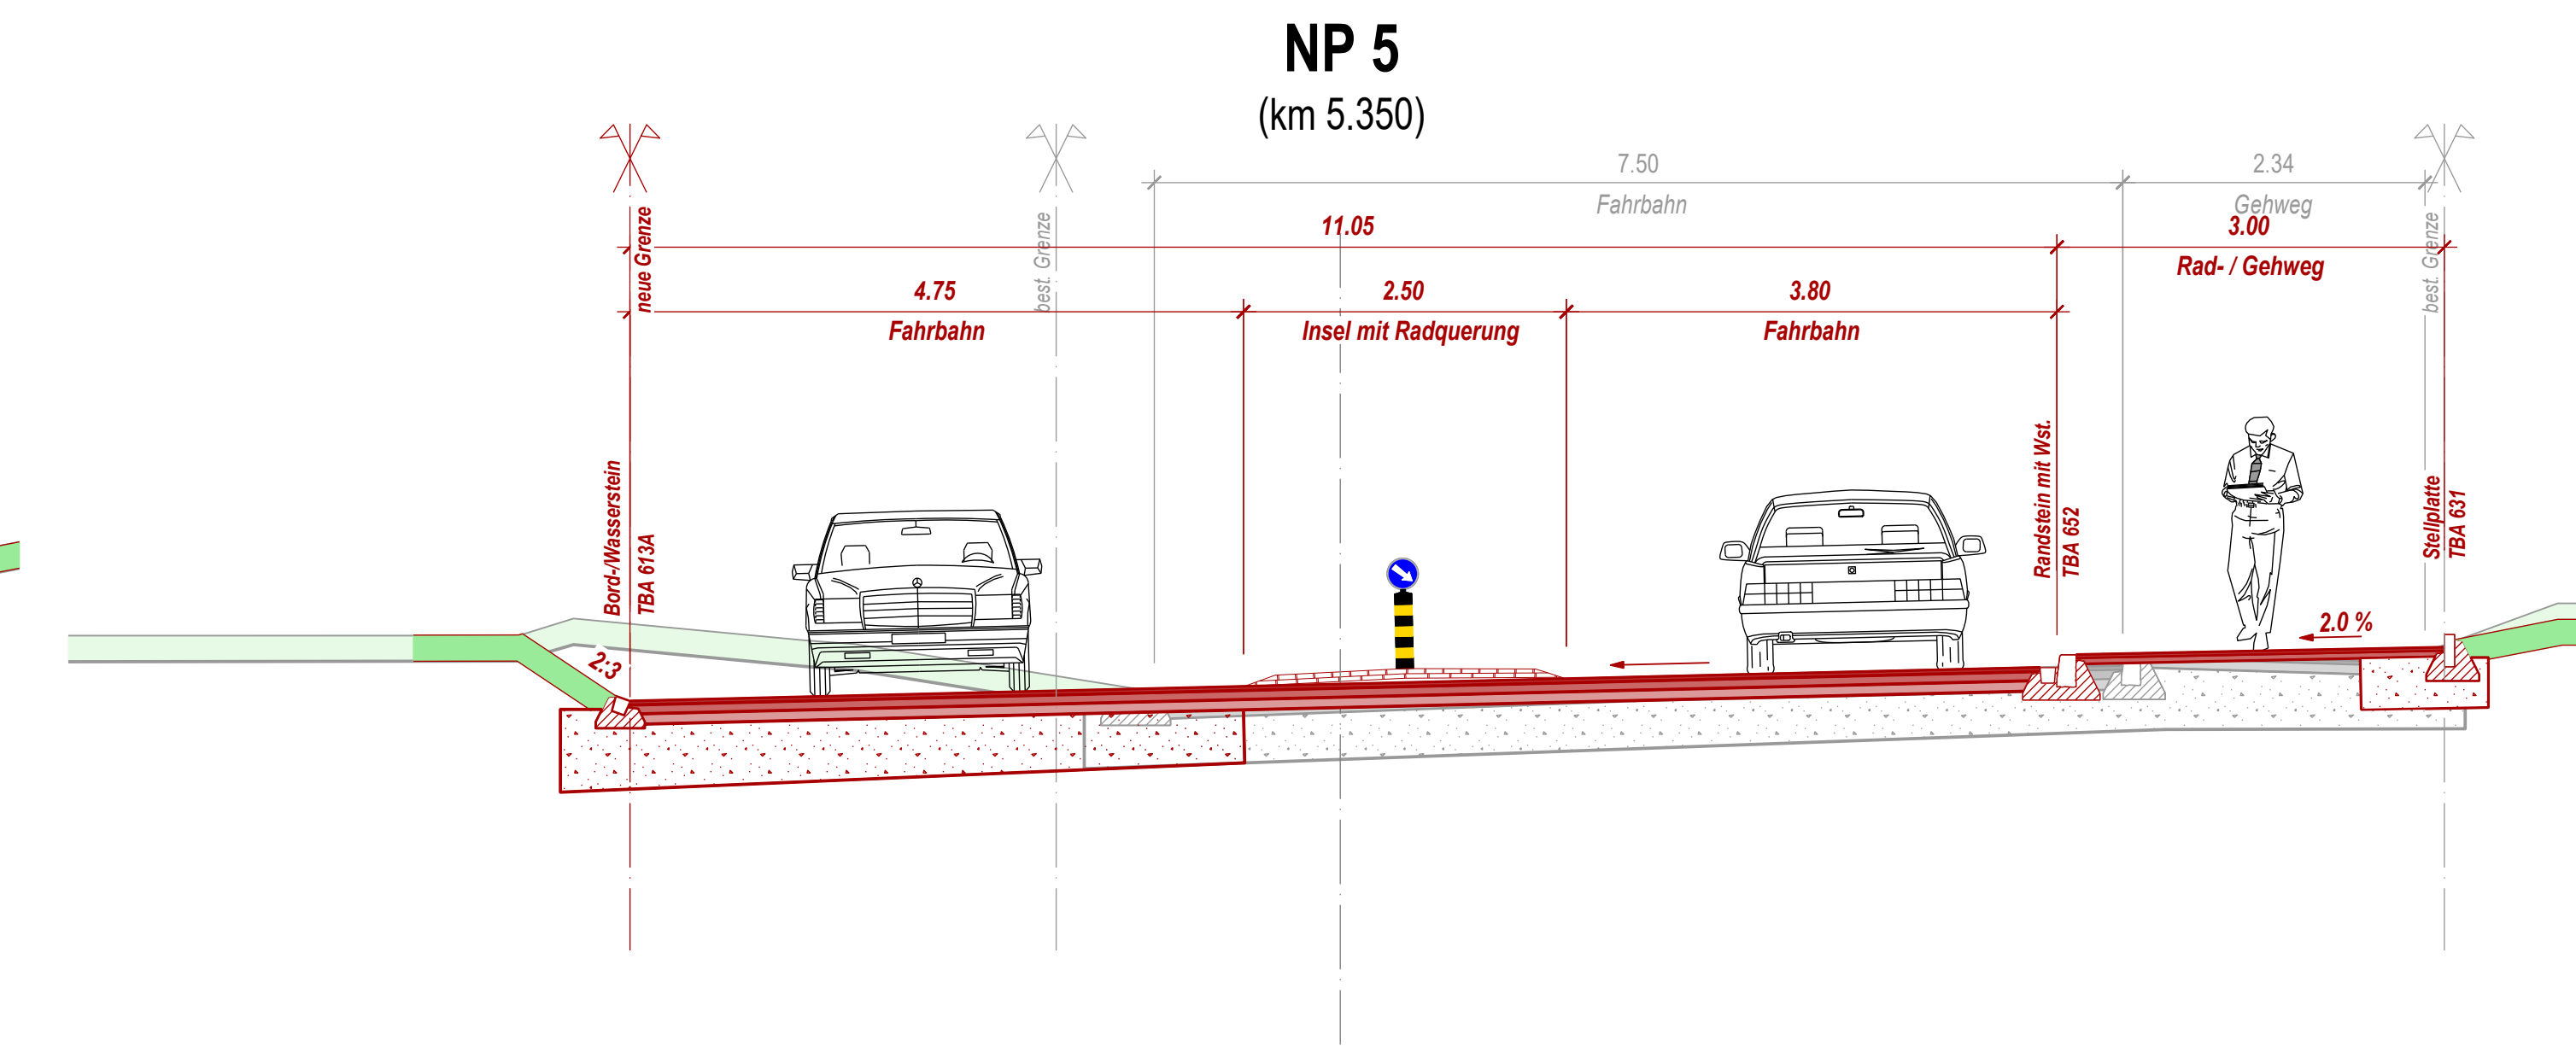 NP 5
(km 5.350)
7.50
Fahrbahn
2.34
Gehweg
11.05
3.00
Rad- / Gehweg
neue Grenze
best. Grenze
best. Grenze
4.75
Fahrbahn
2.50
Insel mit Radquerung
3.80
Fahrbahn
Bord-/Wasserstein
TBA 613A
Randstein mit Wst.
TBA 652
Stellplatte
TBA 631
2:3
2.0 %